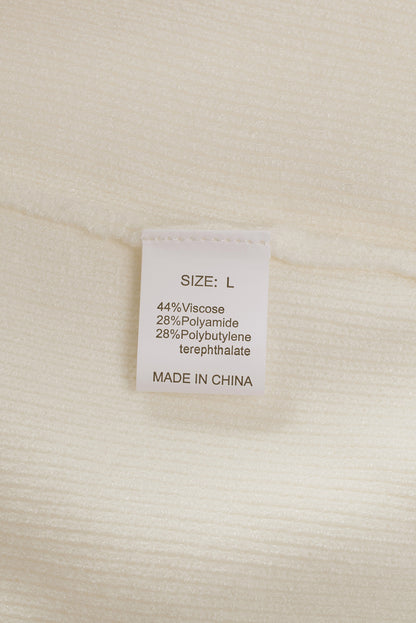 SIZE: L
44%Viscose
28%Polyamide
28%Polybutylene
terephthalate
MADE IN CHINA